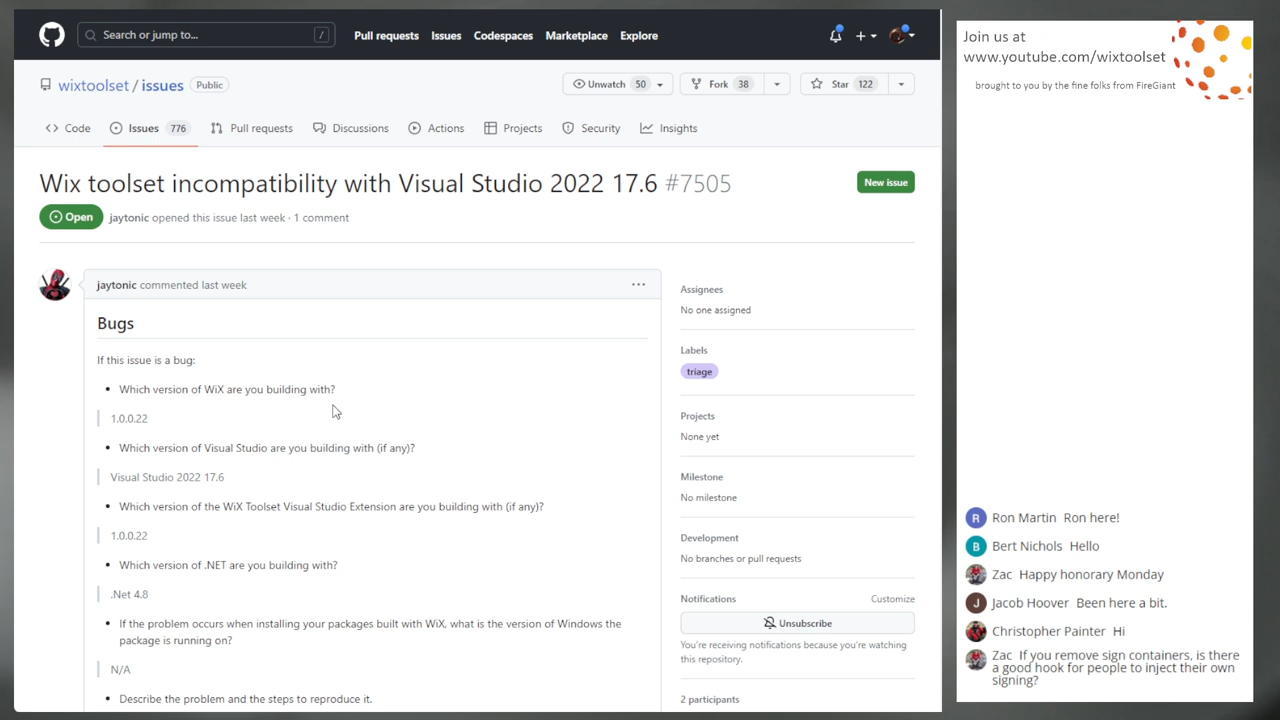 Search or jump to...
/
Pull requests
Issues
Codespaces
Marketplace
Explore
wixtoolset / issues
Public
Unwatch 50
Fork 38
Star 122
Code
Issues 776
Pull requests
Discussions
Actions
Projects
Security
Insights
Wix toolset incompatibility with Visual Studio 2022 17.6 #7505
New issue
Open
jaytonic opened this issue last week · 1 comment
jaytonic commented last week
Bugs
If this issue is a bug:
• Which version of WiX are you building with?
1.0.0.22
• Which version of Visual Studio are you building with (if any)?
Visual Studio 2022 17.6
• Which version of the WiX Toolset Visual Studio Extension are you building with (if any)?
1.0.0.22
• Which version of .NET are you building with?
.Net 4.8
• If the problem occurs when installing your packages built with WiX, what is the version of Windows the
package is running on?
N/A
• Describe the problem and the steps to reproduce it.
Assignees
No one assigned
Labels
triage
Projects
None yet
Milestone
No milestone
Development
No branches or pull requests
Notifications
Customize
Unsubscribe
You're receiving notifications because you're watching
this repository.
2 participants
Join us at
www.youtube.com/wixtoolset
brought to you by the fine folks from FireGiant
R Ron Martin Ron here!
B Bert Nichols Hello
Zac Happy honorary Monday
J Jacob Hoover Been here a bit.
Christopher Painter Hi
Zac If you remove sign containers, is there
a good hook for people to inject their own
signing?